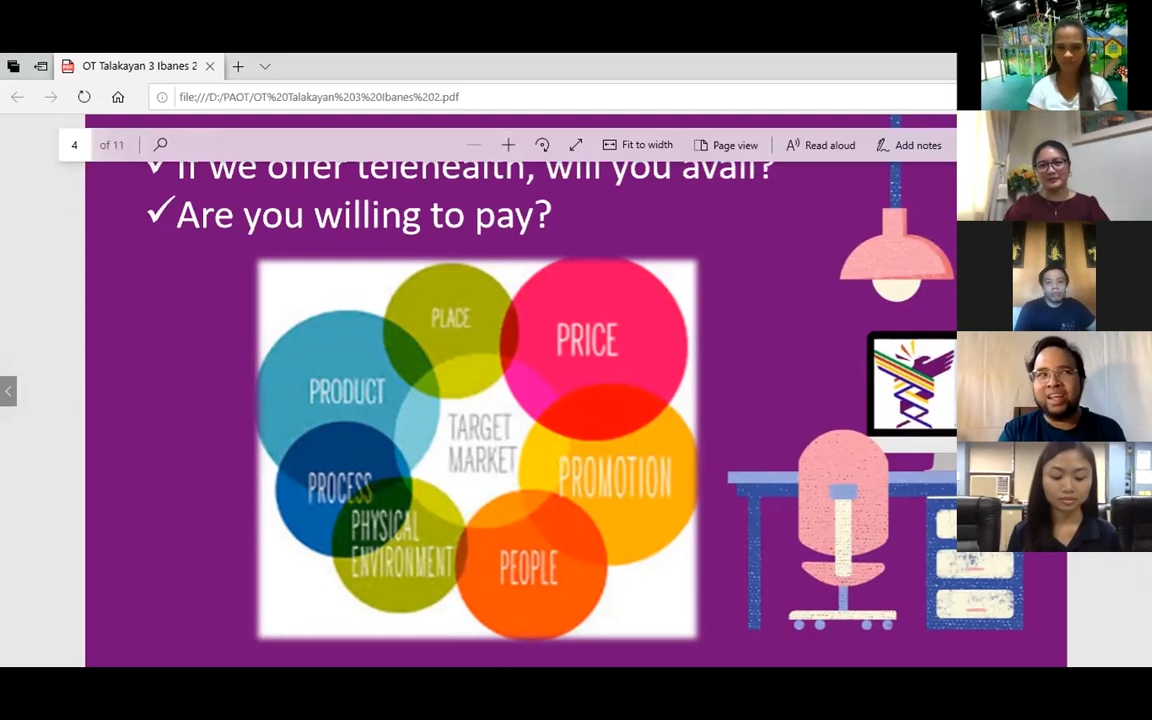 OT Talakayan 3 Ibanes 2
file:///D:/PAOT/OT%20Talakayan%203%20Ibanes%202.pdf
4 of 11
Fit to width
Page view
Read aloud
Add notes
If we offer telehealth, will you avail?
Are you willing to pay?
PLACE
PRICE
PRODUCT
TARGET
MARKET
PROMOTION
PROCESS
PHYSICAL
ENVIRONMENT
PEOPLE